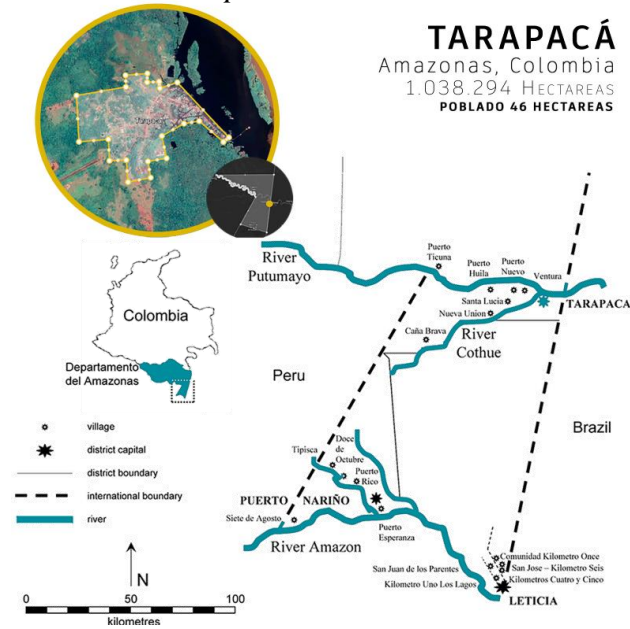 TARAPACÁ
Amazonas, Colombia
1.038.294 HECTAREAS
POBLADO 46 HECTAREAS
Colombia
Departamento
del Amazonas
village
district capital
district boundary
international boundary
river
N
0 50 100
kilometres
River
Putumayo
Puerto
Ticuna
Puerto
Huila
Puerto
Nuevo
Ventura
TARAPACA
Santa Lucia
Nueva Union
Caña Brava
River
Cothue
Peru
Brazil
Tipisca
Doce
de
Octubre
Puerto
Rico
PUERTO NARIÑO
Siete de Agosto
Puerto
Esperanza
River Amazon
Comunidad Kilometro Once
San Jose – Kilometro Seis
Kilometros Cuatro y Cinco
San Juan de los Parentes
Kilometro Uno Los Lagos
LETICIA